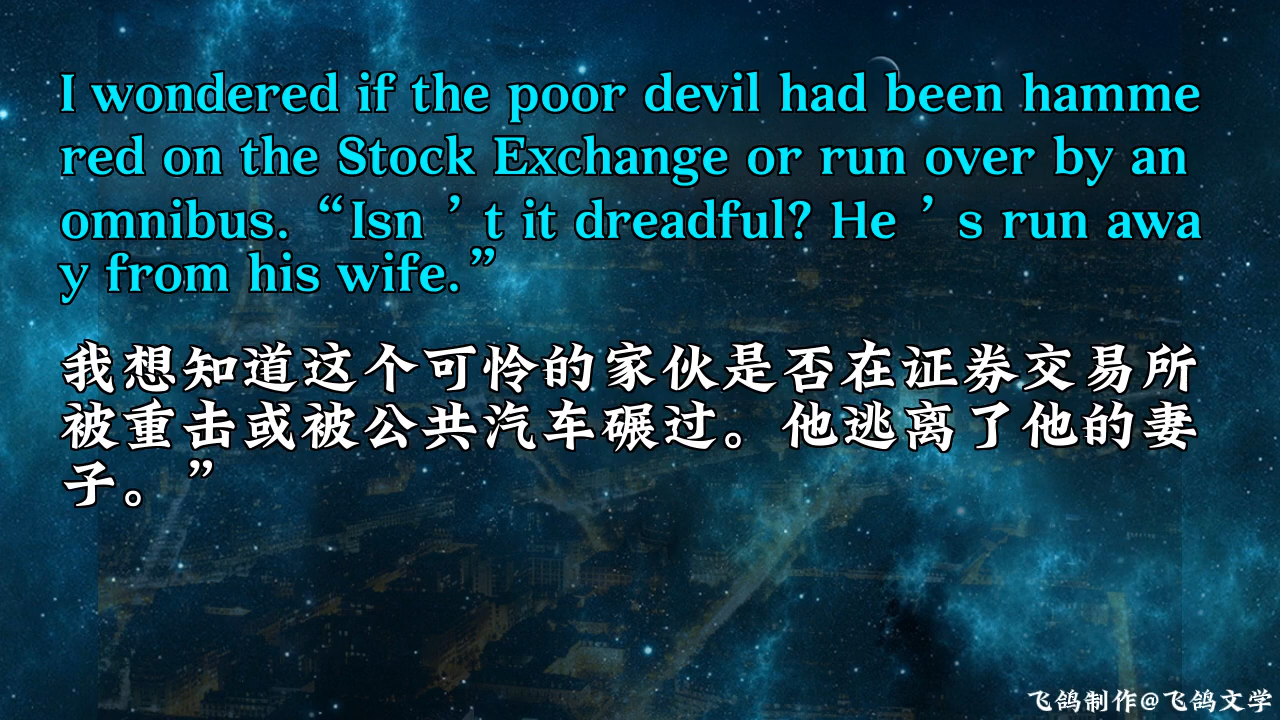 I wondered if the poor devil had been hamme
red on the Stock Exchange or run over by an
omnibus. “Isn ’ t it dreadful? He ’ s run awa
y from his wife.”
我想知道这个可怜的家伙是否在证券交易所
被重击或被公共汽车碾过。他逃离了他的妻
子。”
飞鸽制作@飞鸽文学